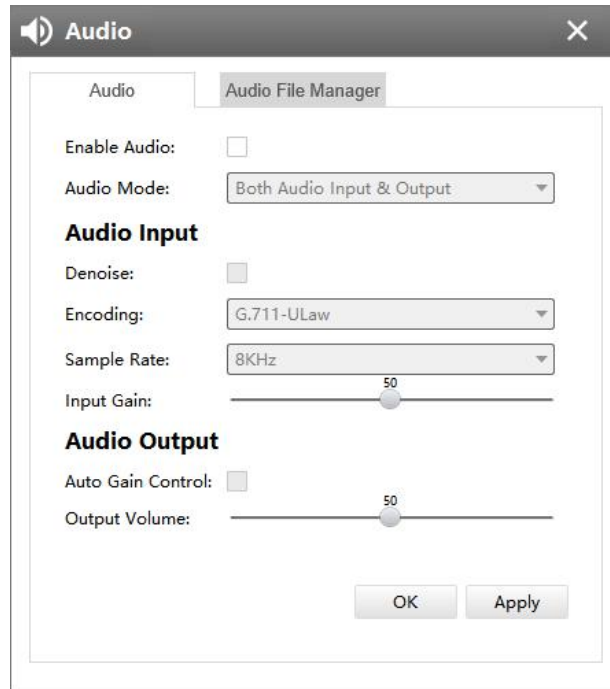 Audio
Audio Audio File Manager
Enable Audio:
Audio Mode: Both Audio Input & Output
Audio Input
Denoise:
Encoding: G.711-ULaw
Sample Rate: 8KHz
50
Input Gain:
Audio Output
Auto Gain Control:
50
Output Volume:
OK Apply